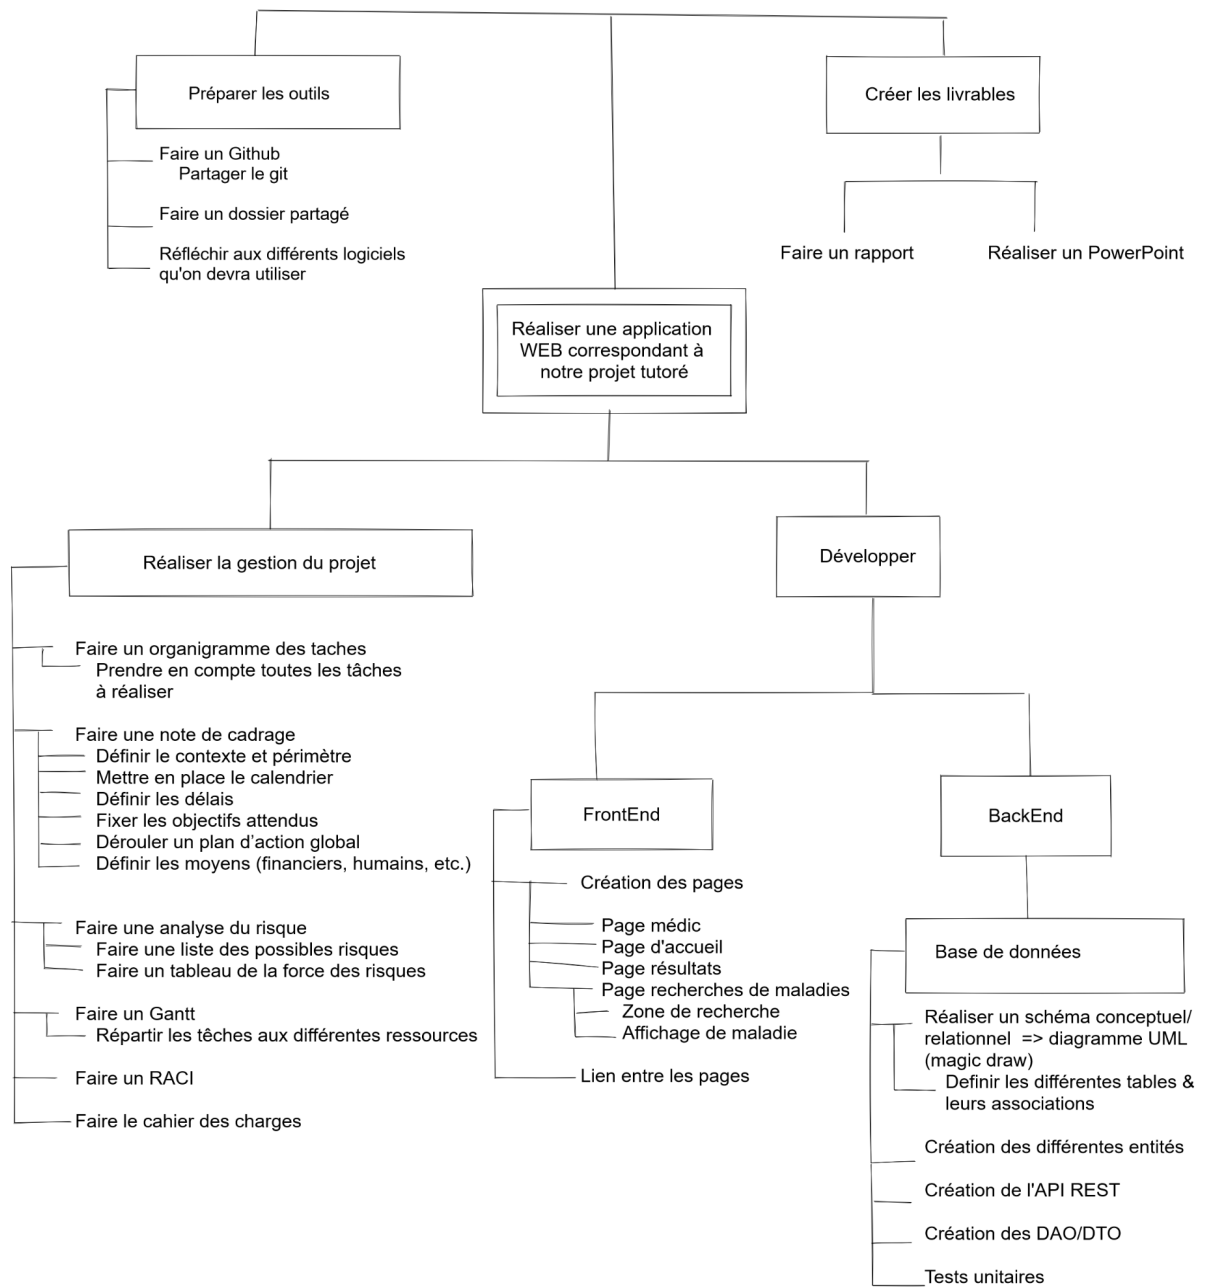 Préparer les outils
Faire un Github
Partager le git
Faire un dossier partagé
Réfléchir aux différents logiciels
qu'on devra utiliser
Créer les livrables
Faire un rapport
Réaliser un PowerPoint
Réaliser une application
WEB correspondant à
notre projet tutoré
Réaliser la gestion du projet
Faire un organigramme des taches
Prendre en compte toutes les tâches
à réaliser
Faire une note de cadrage
Définir le contexte et périmètre
Mettre en place le calendrier
Définir les délais
Fixer les objectifs attendus
Dérouler un plan d'action global
Définir les moyens (financiers, humains, etc.)
Faire une analyse du risque
Faire une liste des possibles risques
Faire un tableau de la force des risques
Faire un Gantt
Répartir les têches aux différentes ressources
Faire un RACI
Faire le cahier des charges
Développer
FrontEnd
Création des pages
Page médic
Page d'accueil
Page résultats
Page recherches de maladies
Zone de recherche
Affichage de maladie
Lien entre les pages
BackEnd
Base de données
Réaliser un schéma conceptuel/
relationnel => diagramme UML
(magic draw)
Definir les différentes tables &
leurs associations
Création des différentes entités
Création de l'API REST
Création des DAO/DTO
Tests unitaires